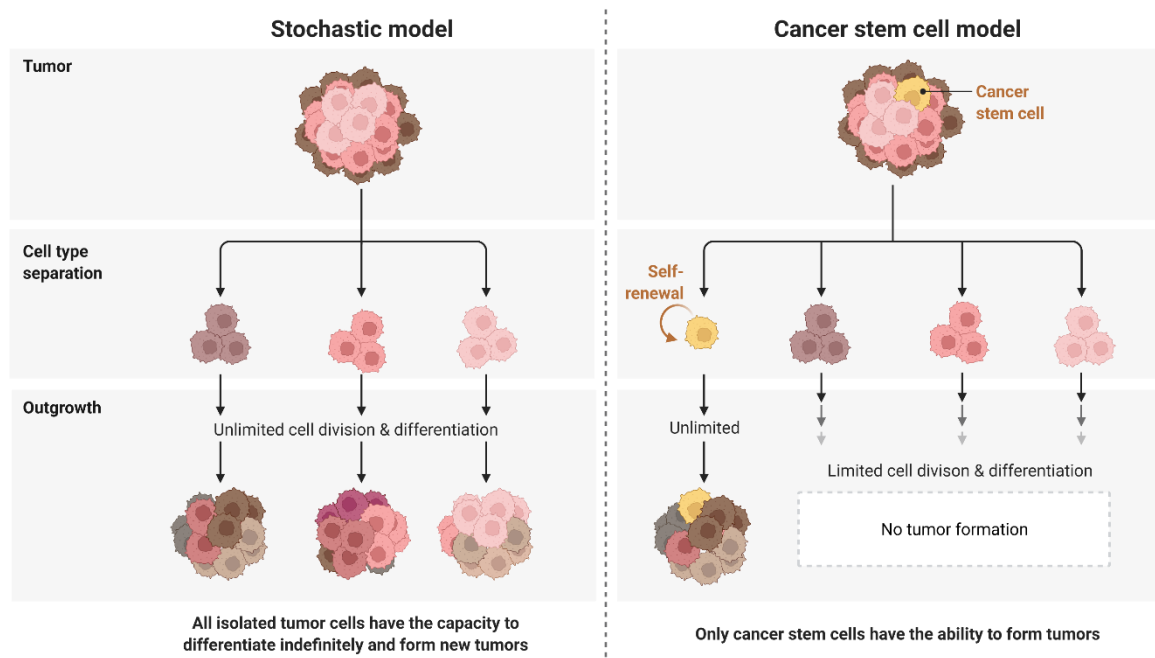 Stochastic model
Cancer stem cell model
Tumor
Cancer
stem cell
Cell type
separation
Self-
renewal
Outgrowth
Unlimited cell division & differentiation
Unlimited
Limited cell divison & differentiation
No tumor formation
All isolated tumor cells have the capacity to
differentiate indefinitely and form new tumors
Only cancer stem cells have the ability to form tumors